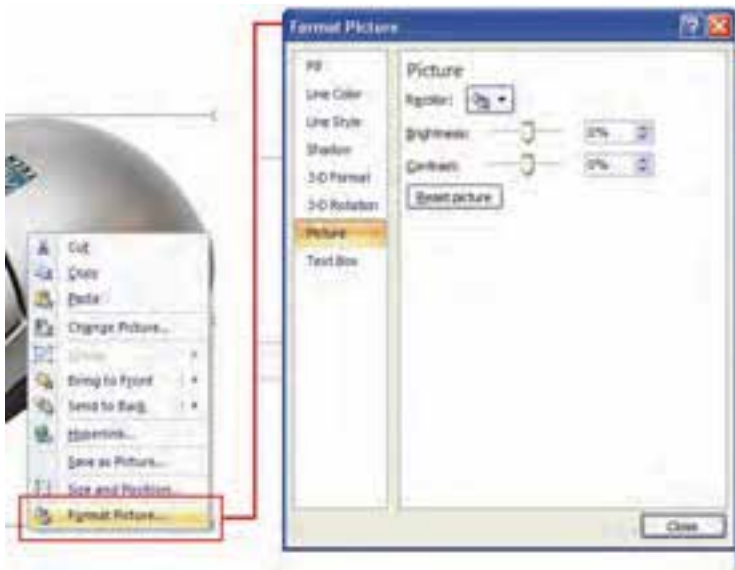 Cut
Copy
Paste
Change Picture...
Group
Bring to Front
Send to Back
Hyperlink...
Save as Picture...
Size and Position...
Format Picture...
Format Picture
Fill
Line Color
Line Style
Shadow
3-D Format
3-D Rotation
Picture
Text Box
Picture
Recolor:
Brightness: 0%
Contrast: 0%
Reset picture
Close